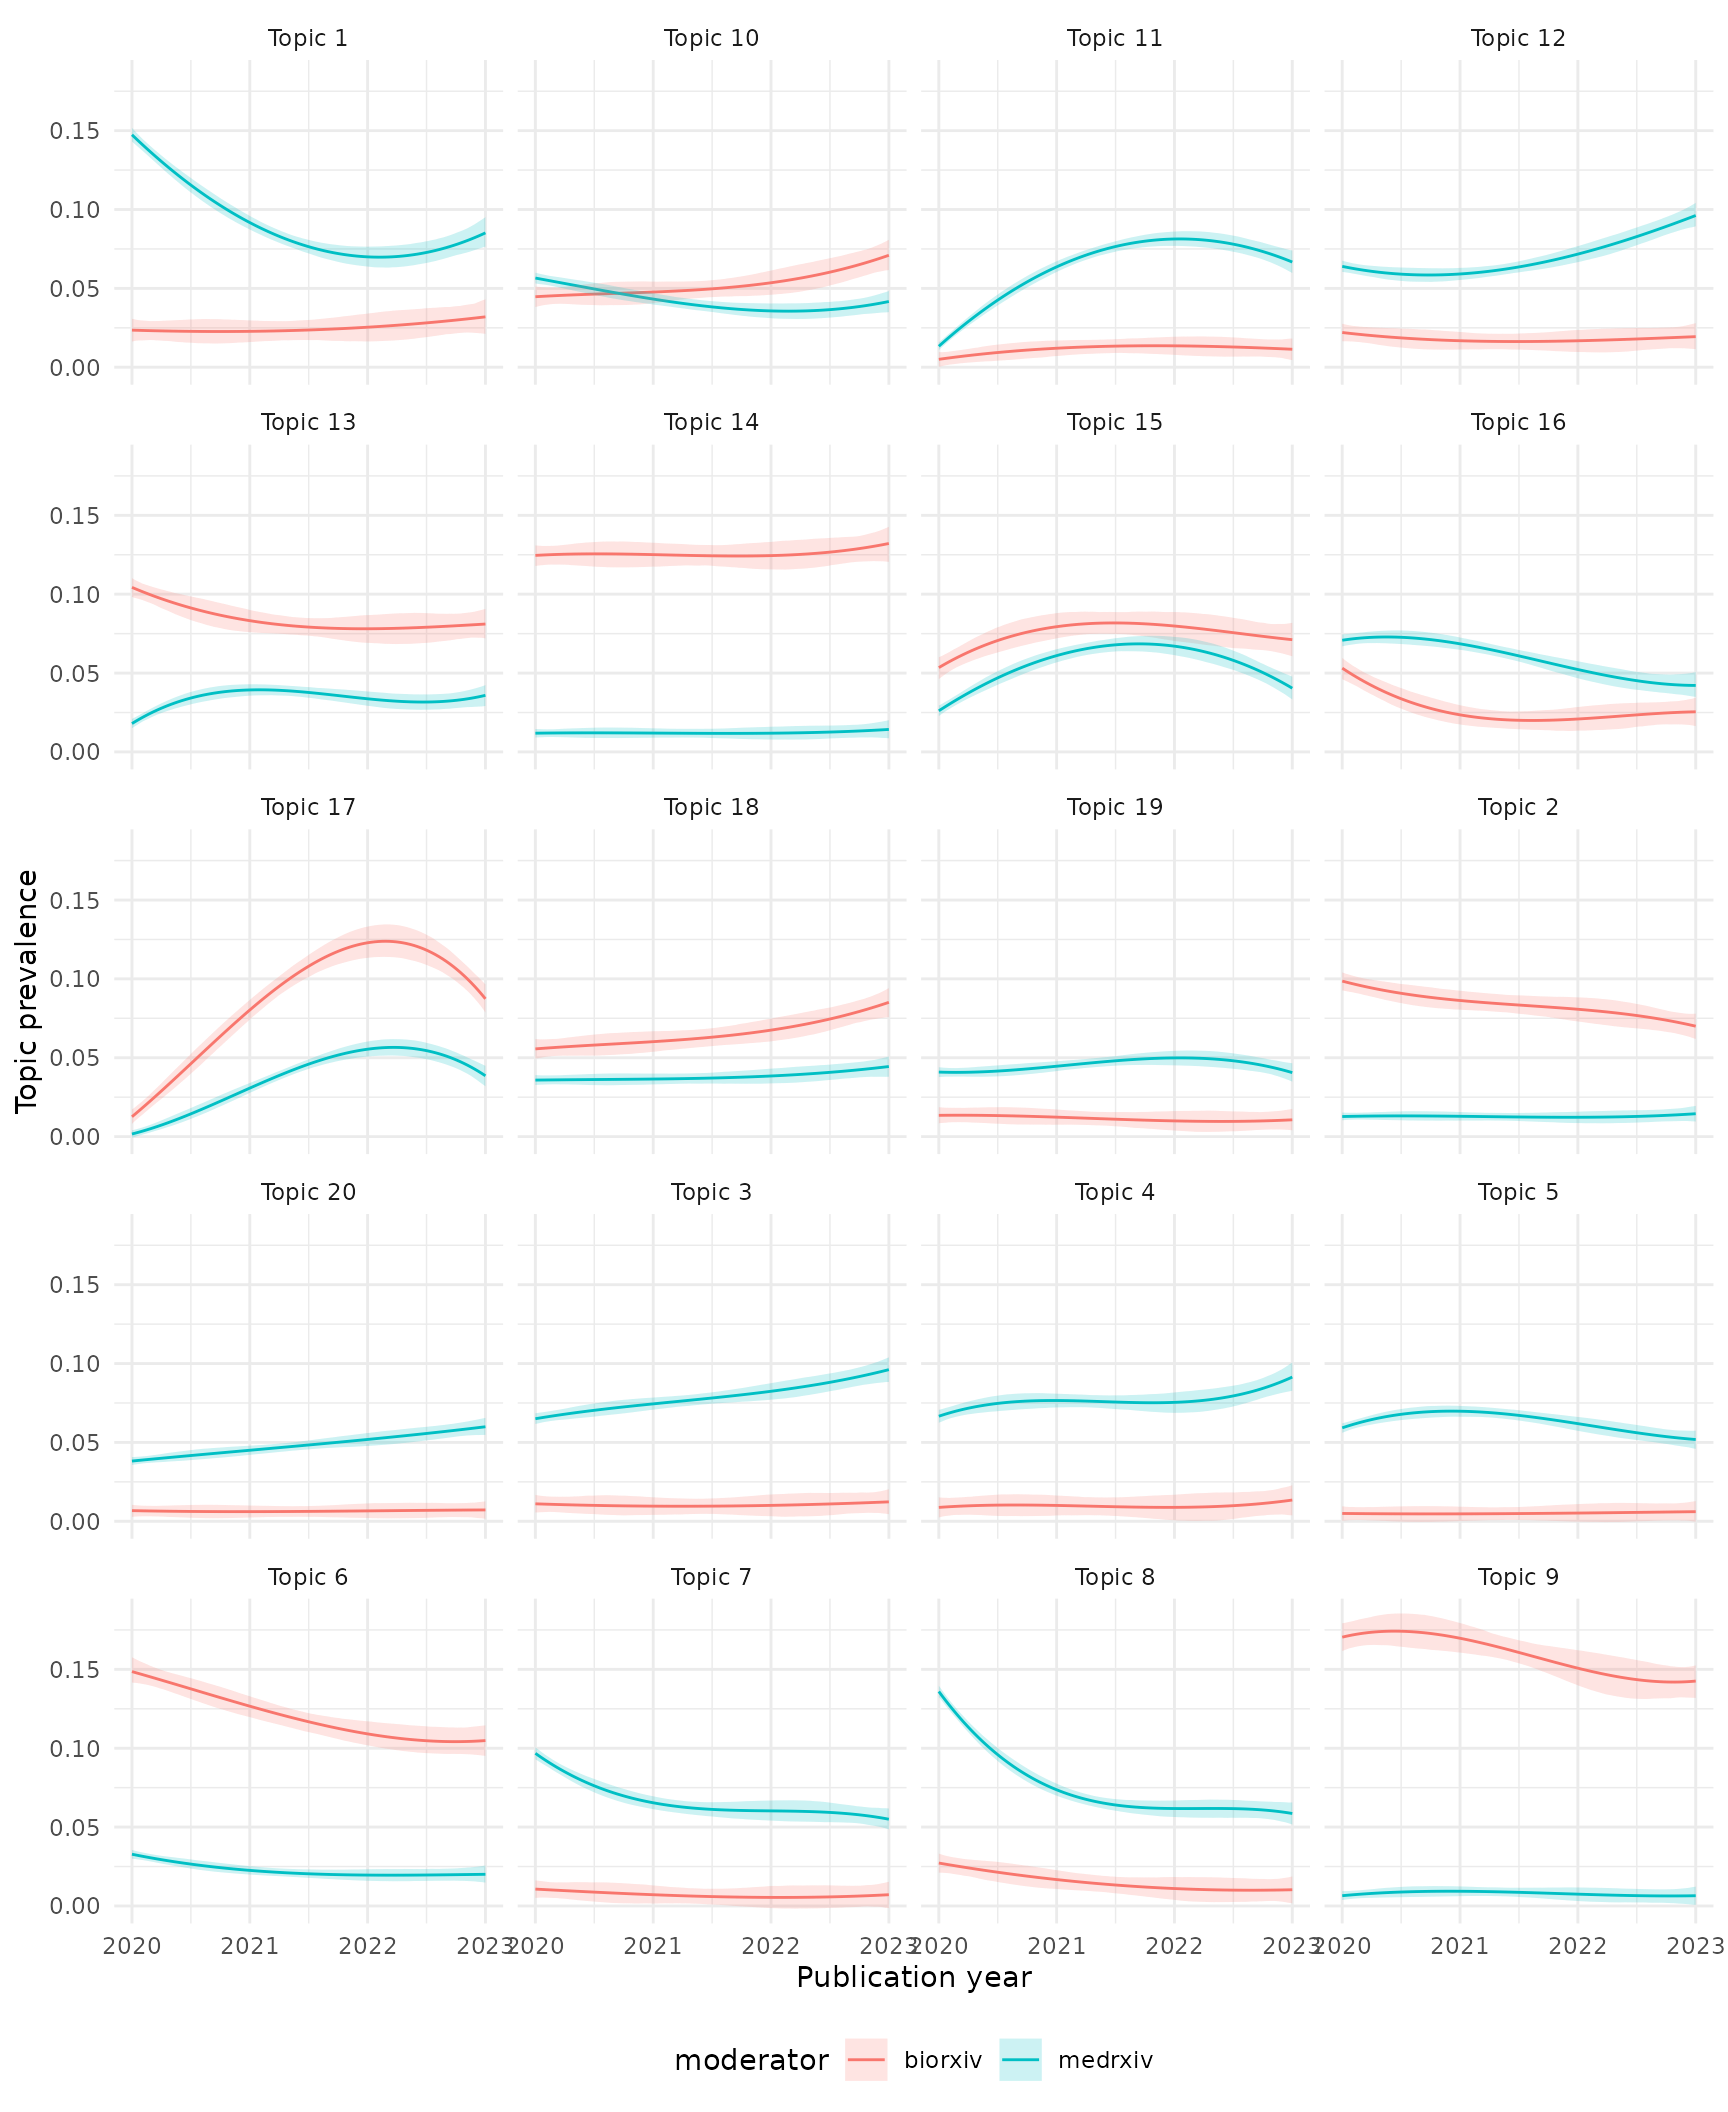 Topic 1 Topic 10 Topic 11 Topic 12
0.15
0.10
0.05
0.00
Topic 13 Topic 14 Topic 15 Topic 16
0.15
0.10
0.05
0.00
Topic 17 Topic 18 Topic 19 Topic 2
0.15
0.10
0.05
0.00
Topic prevalence
Topic 20 Topic 3 Topic 4 Topic 5
0.15
0.10
0.05
0.00
Topic 6 Topic 7 Topic 8 Topic 9
0.15
0.10
0.05
0.00
2020 2021 2022 2023 2020 2021 2022 2023 2020 2021 2022 2023 2020 2021 2022 2023
Publication year
moderator biorxiv medrxiv